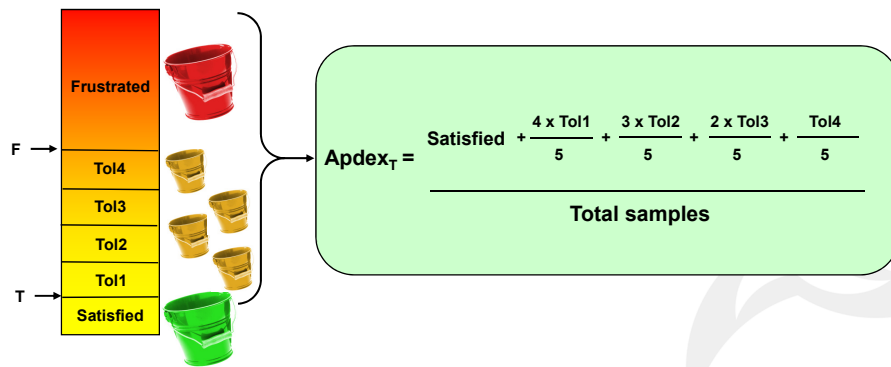 Frustrated
F
Tol4
Tol3
Tol2
Tol1
T
Satisfied
Apdex_T = 
Satisfied + 4 x Tol1 / 5 + 3 x Tol2 / 5 + 2 x Tol3 / 5 + Tol4 / 5
Total samples